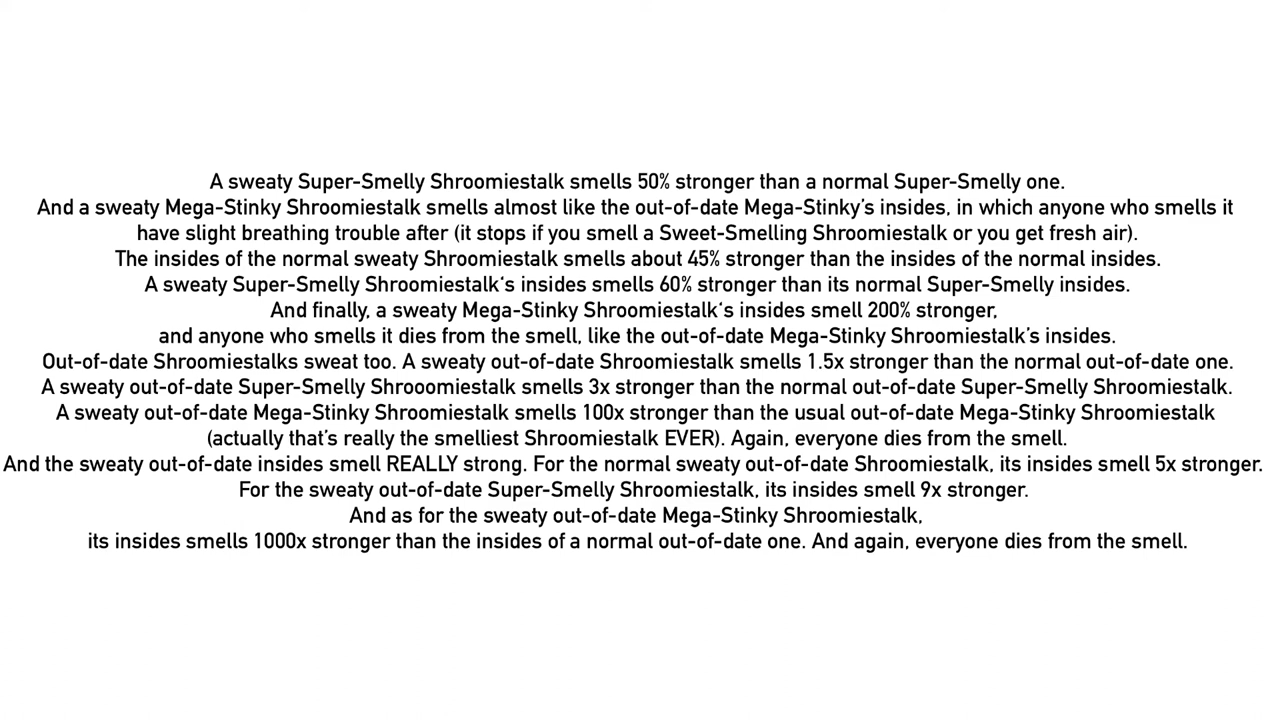 A sweaty Super-Smelly Shroomiestalk smells 50% stronger than a normal Super-Smelly one.
And a sweaty Mega-Stinky Shroomiestalk smells almost like the out-of-date Mega-Stinky’s insides, in which anyone who smells it
have slight breathing trouble after (it stops if you smell a Sweet-Smelling Shroomiestalk or you get fresh air).
The insides of the normal sweaty Shroomiestalk smells about 45% stronger than the insides of the normal insides.
A sweaty Super-Smelly Shroomiestalk‘s insides smells 60% stronger than its normal Super-Smelly insides.
And finally, a sweaty Mega-Stinky Shroomiestalk‘s insides smell 200% stronger,
and anyone who smells it dies from the smell, like the out-of-date Mega-Stinky Shroomiestalk’s insides.
Out-of-date Shroomiestalks sweat too. A sweaty out-of-date Shroomiestalk smells 1.5x stronger than the normal out-of-date one.
A sweaty out-of-date Super-Smelly Shrooomiestalk smells 3x stronger than the normal out-of-date Super-Smelly Shroomiestalk.
A sweaty out-of-date Mega-Stinky Shroomiestalk smells 100x stronger than the usual out-of-date Mega-Stinky Shroomiestalk
(actually that’s really the smelliest Shroomiestalk EVER). Again, everyone dies from the smell.
And the sweaty out-of-date insides smell REALLY strong. For the normal sweaty out-of-date Shroomiestalk, its insides smell 5x stronger.
For the sweaty out-of-date Super-Smelly Shroomiestalk, its insides smell 9x stronger.
And as for the sweaty out-of-date Mega-Stinky Shroomiestalk,
its insides smells 1000x stronger than the insides of a normal out-of-date one. And again, everyone dies from the smell.